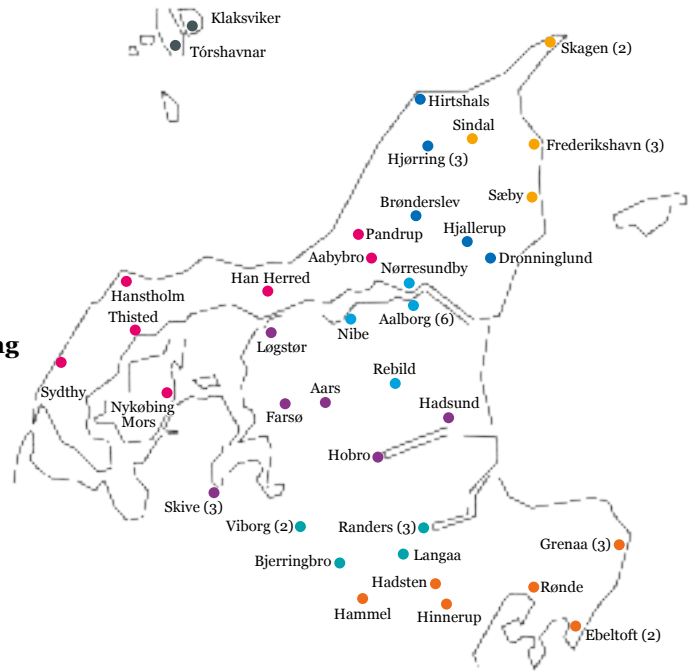 Klaksviker
Tórshavnar
Skagen (2)
Hirtshals
Sindal
Frederikshavn (3)
Hjørring (3)
Sæby
Brønderslev
Hjallerup
Pandrup
Dronninglund
Aabybro
Nørresundby
Han Herred
Hanstholm
Aalborg (6)
Thisted
Nibe
Løgstør
ng
Sydthy
Rebild
Aars
Nykøbing
Mors
Farsø
Hadsund
Hobro
Skive (3)
Viborg (2)
Randers (3)
Grenaa (3)
Bjerringbro
Langaa
Hadsten
Rønde
Hammel
Hinnerup
Ebeltoft (2)